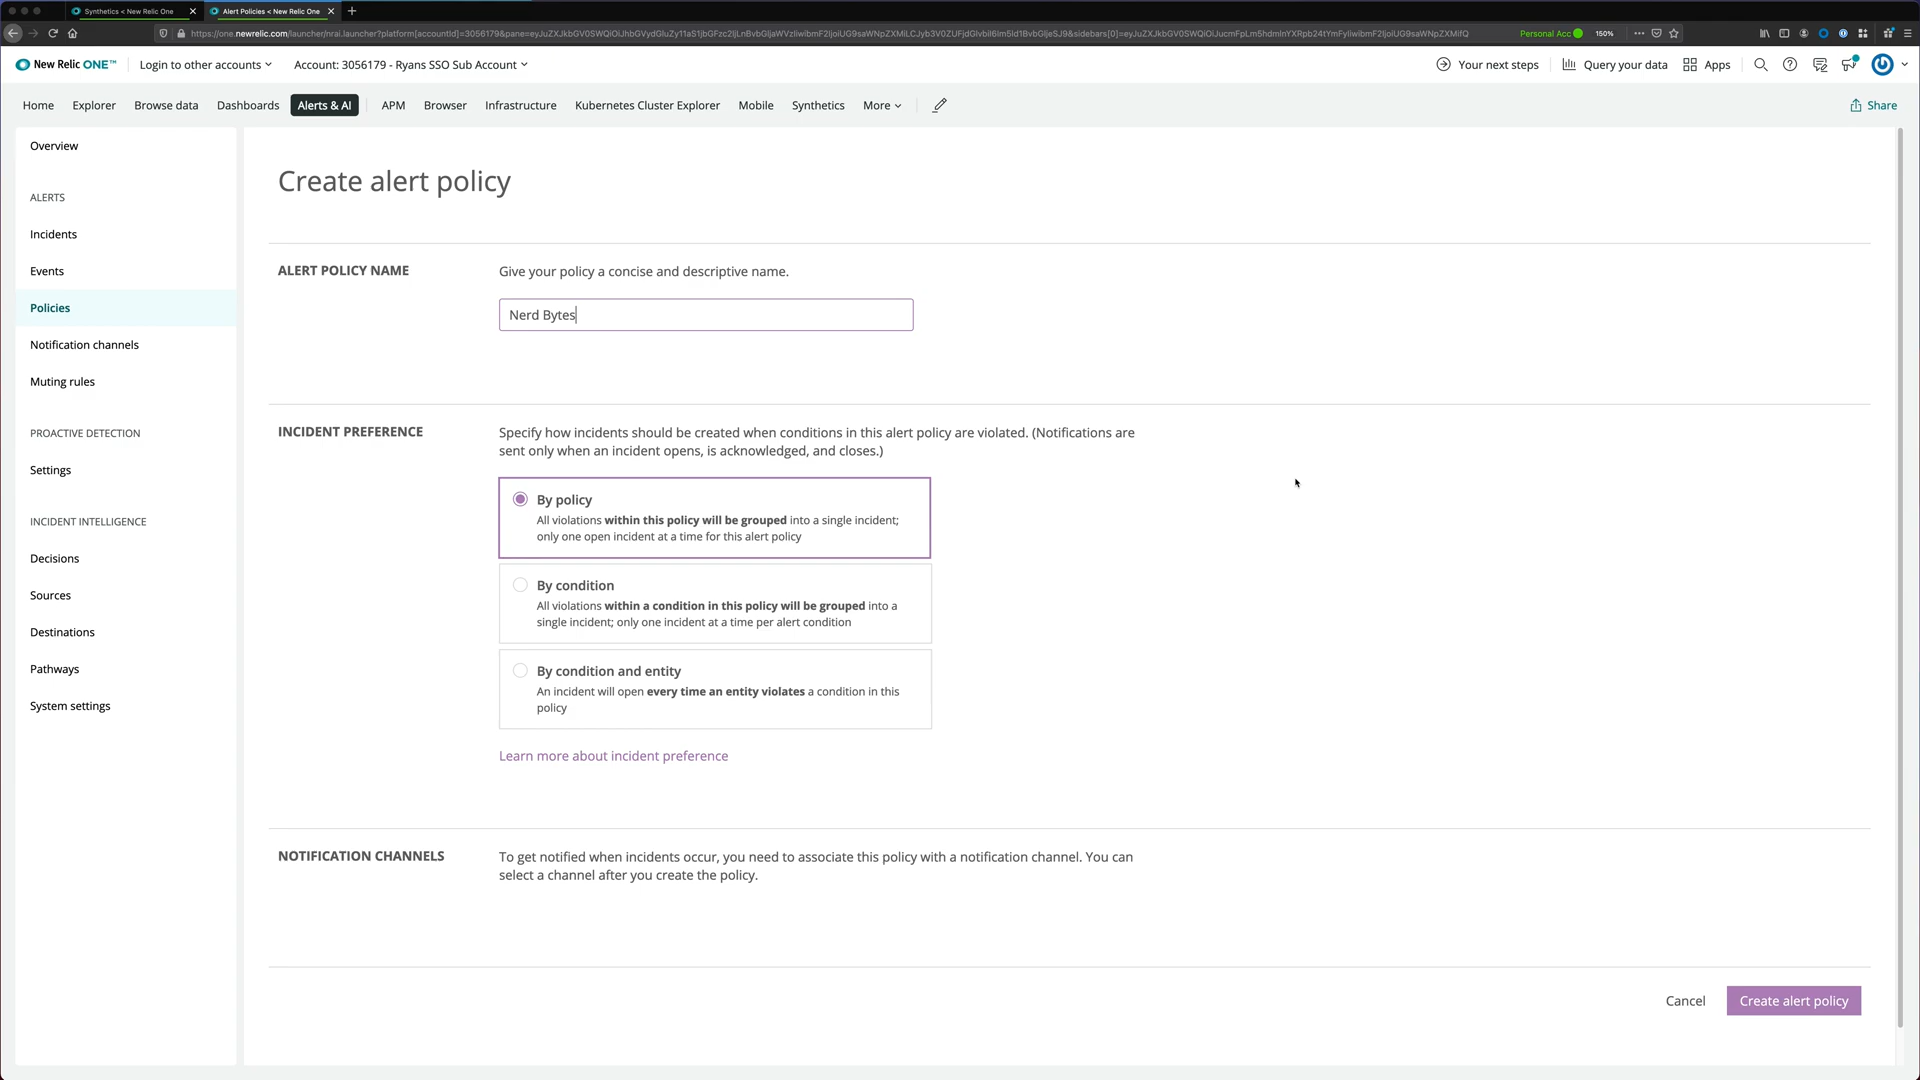 Synthetics < New Relic One
Alert Policies < New Relic One
Personal Acc
150%
New Relic ONE™
Login to other accounts
Account: 3056179 - Ryans SSO Sub Account
Your next steps
Query your data
Apps
Home
Explorer
Browse data
Dashboards
Alerts & AI
APM
Browser
Infrastructure
Kubernetes Cluster Explorer
Mobile
Synthetics
More
Share
Overview
ALERTS
Incidents
Events
Policies
Notification channels
Muting rules
PROACTIVE DETECTION
Settings
INCIDENT INTELLIGENCE
Decisions
Sources
Destinations
Pathways
System settings
Create alert policy
ALERT POLICY NAME
Give your policy a concise and descriptive name.
Nerd Bytes
INCIDENT PREFERENCE
Specify how incidents should be created when conditions in this alert policy are violated. (Notifications are
sent only when an incident opens, is acknowledged, and closes.)
By policy
All violations within this policy will be grouped into a single incident;
only one open incident at a time for this alert policy
By condition
All violations within a condition in this policy will be grouped into a
single incident; only one incident at a time per alert condition
By condition and entity
An incident will open every time an entity violates a condition in this
policy
Learn more about incident preference
NOTIFICATION CHANNELS
To get notified when incidents occur, you need to associate this policy with a notification channel. You can
select a channel after you create the policy.
Cancel
Create alert policy